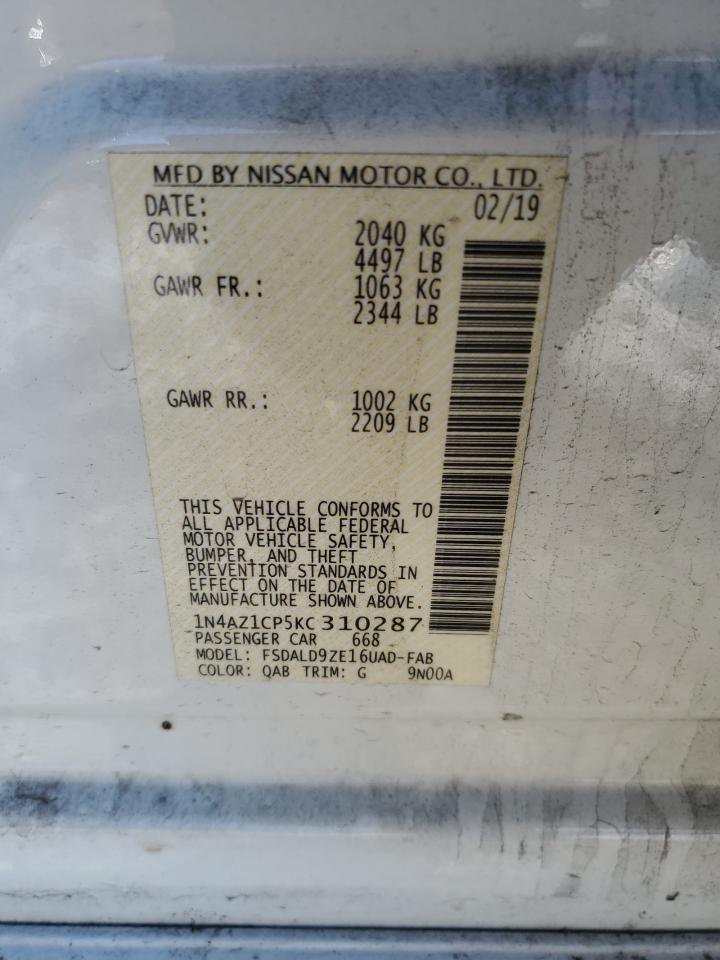 MFD BY NISSAN MOTOR CO., LTD.
DATE: 02/19
GVWR: 2040 KG
4497 LB
GAWR FR.: 1063 KG
2344 LB
GAWR RR.: 1002 KG
2209 LB
THIS VEHICLE CONFORMS TO
ALL APPLICABLE FEDERAL
MOTOR VEHICLE SAFETY,
BUMPER, AND THEFT
PREVENTION STANDARDS IN
EFFECT ON THE DATE OF
MANUFACTURE SHOWN ABOVE.
1N4AZ1CP5KC310287
PASSENGER CAR 668
MODEL: FSDALD9ZE16UAD-FAB
COLOR: QAB TRIM: G 9N00A